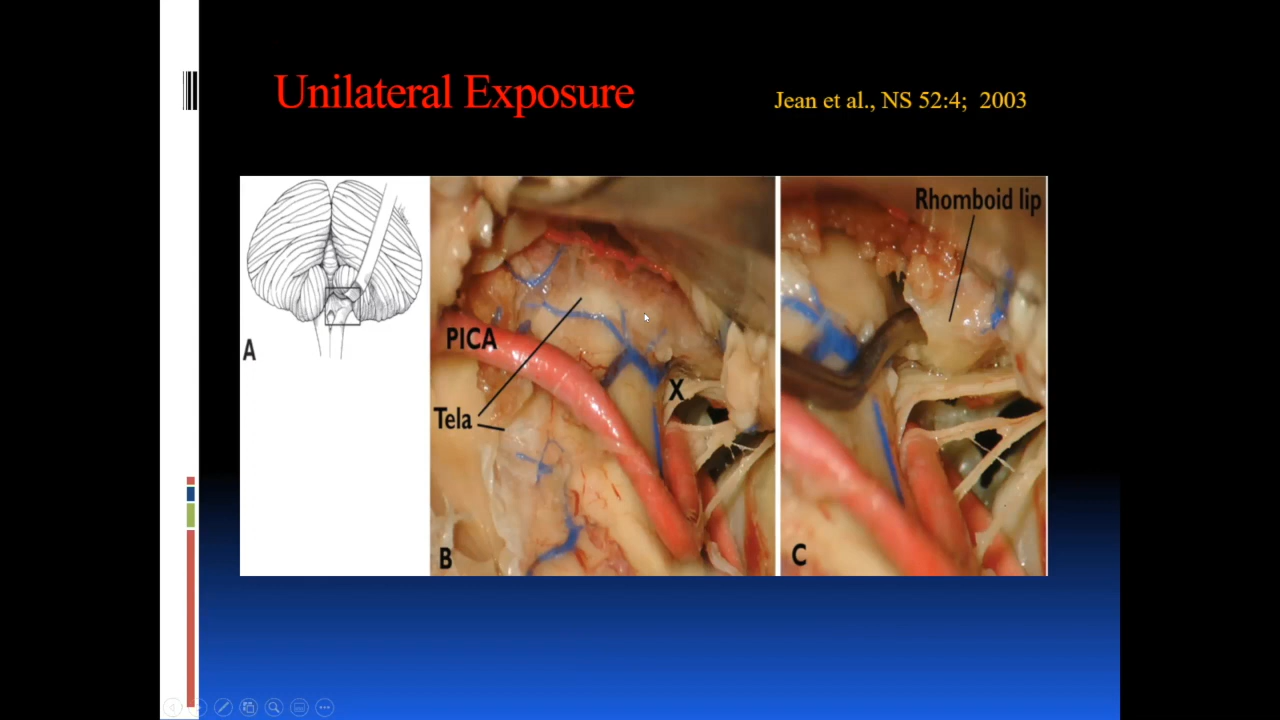 Unilateral Exposure
Jean et al., NS 52:4; 2003
A
PICA
Tela
X
B
Rhomboid lip
C